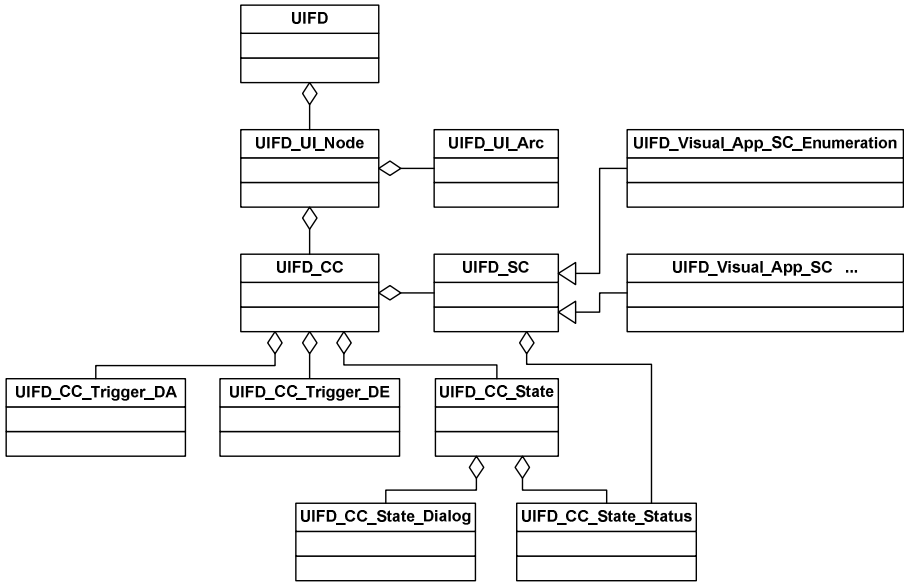 UIFD
UIFD_UI_Node
UIFD_UI_Arc
UIFD_Visual_App_SC_Enumeration
UIFD_CC
UIFD_SC
UIFD_Visual_App_SC ...
UIFD_CC_Trigger_DA
UIFD_CC_Trigger_DE
UIFD_CC_State
UIFD_CC_State_Dialog
UIFD_CC_State_Status